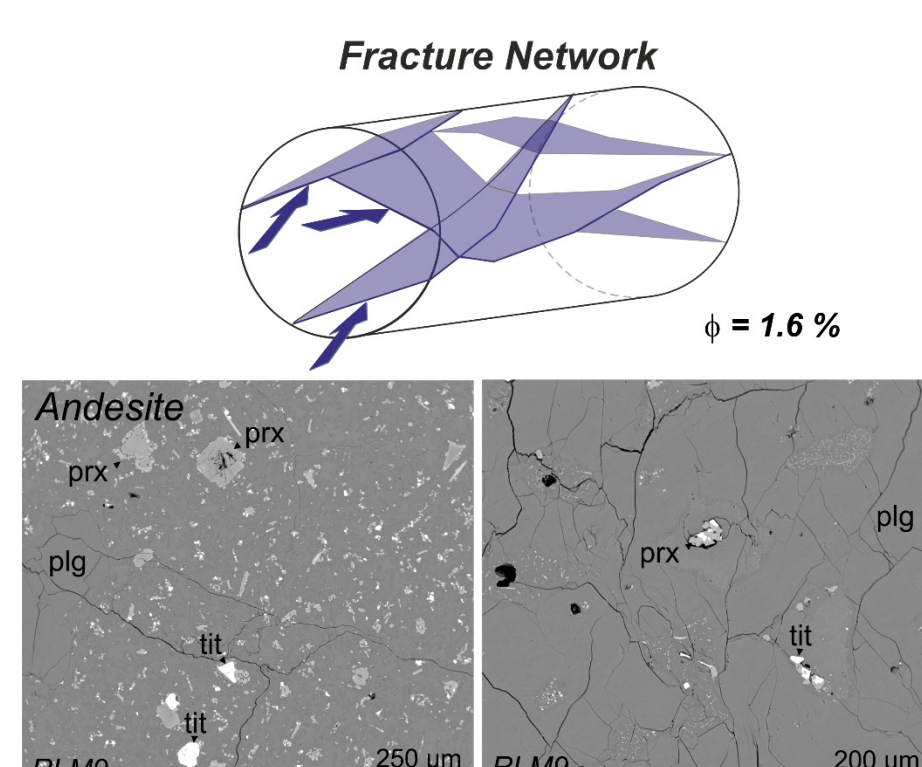 Fracture Network
ϕ = 1.6 %
Andesite
prx
prx
plg
tit
tit
250 µm
plg
prx
tit
200 µm